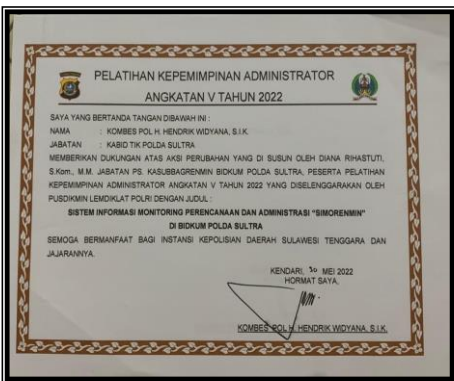 PELATIHAN KEPEMIMPINAN ADMINISTRATOR
ANGKATAN V TAHUN 2022
SAYA YANG BERTANDA TANGAN DIBAWAH INI :
NAMA : KOMBES POL H. HENDRIK WIDYANA, S.I.K.
JABATAN : KABID TIK POLDA SULTRA
MEMBERIKAN DUKUNGAN ATAS AKSI PERUBAHAN YANG DI SUSUN OLEH DIANA RIHASTUTI,
S.Kom., M.M. JABATAN PS. KASUBBAGRENMIN BIDKUM POLDA SULTRA, PESERTA PELATIHAN
KEPEMIMPINAN ADMINISTRATOR ANGKATAN V TAHUN 2022 YANG DISELENGGARAKAN OLEH
PUSDIKMIN LEMDIKLAT POLRI DENGAN JUDUL :
SISTEM INFORMASI MONITORING PERENCANAAN DAN ADMINISTRASI "SIMORENMIN"
DI BIDKUM POLDA SULTRA
SEMOGA BERMANFAAT BAGI INSTANSI KEPOLISIAN DAERAH SULAWESI TENGGARA DAN
JAJARANNYA.
KENDARI, 30 MEI 2022
HORMAT SAYA,
KOMBES POL H. HENDRIK WIDYANA, S.I.K.